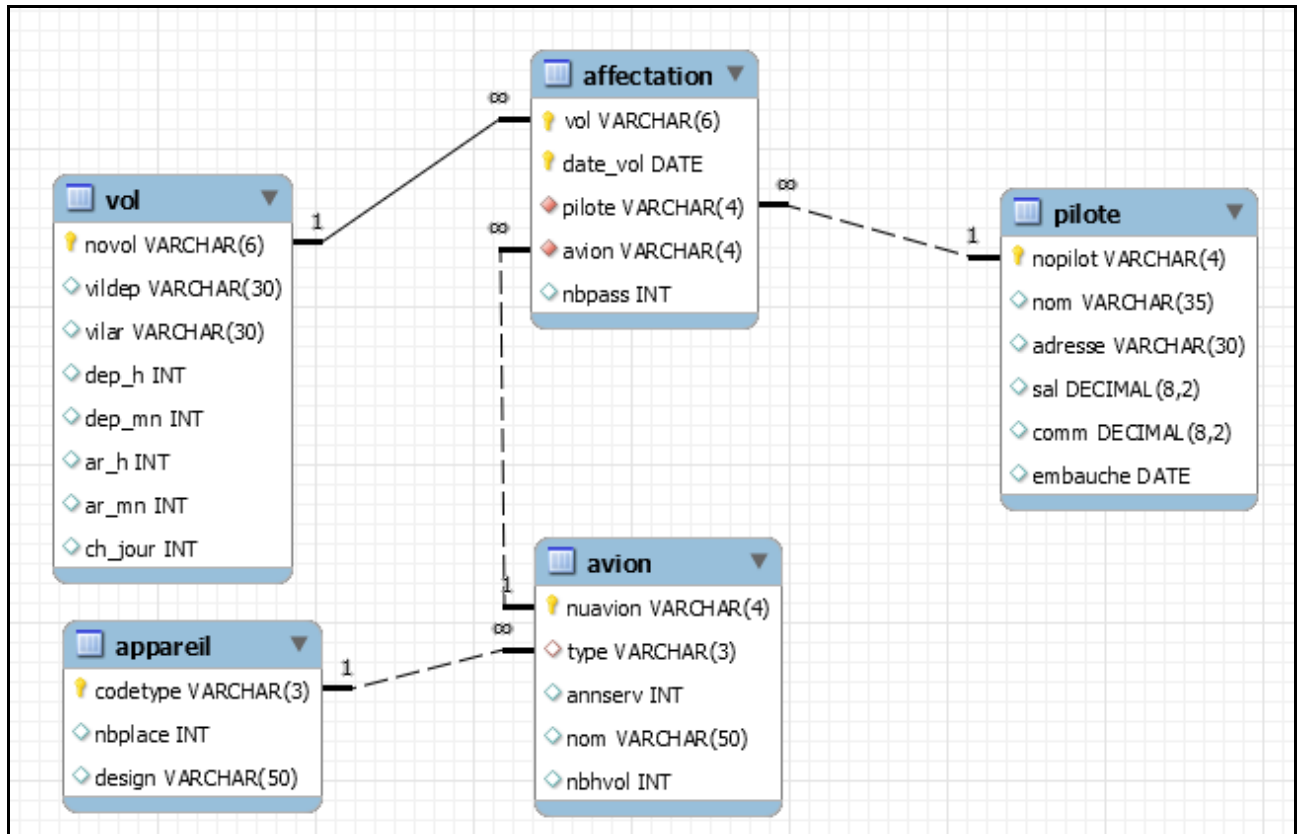 affectation
vol VARCHAR(6)
date_vol DATE
pilote VARCHAR(4)
avion VARCHAR(4)
nbpass INT
∞
∞
∞
1
vol
novol VARCHAR(6)
vildep VARCHAR(30)
vilar VARCHAR(30)
dep_h INT
dep_mn INT
ar_h INT
ar_mn INT
ch_jour INT
1
pilote
nopilot VARCHAR(4)
nom VARCHAR(35)
adresse VARCHAR(30)
sal DECIMAL(8,2)
comm DECIMAL(8,2)
embauche DATE
1
avion
nuavion VARCHAR(4)
type VARCHAR(3)
annserv INT
nom VARCHAR(50)
nbhvol INT
1
∞
appareil
codetype VARCHAR(3)
nbplace INT
design VARCHAR(50)